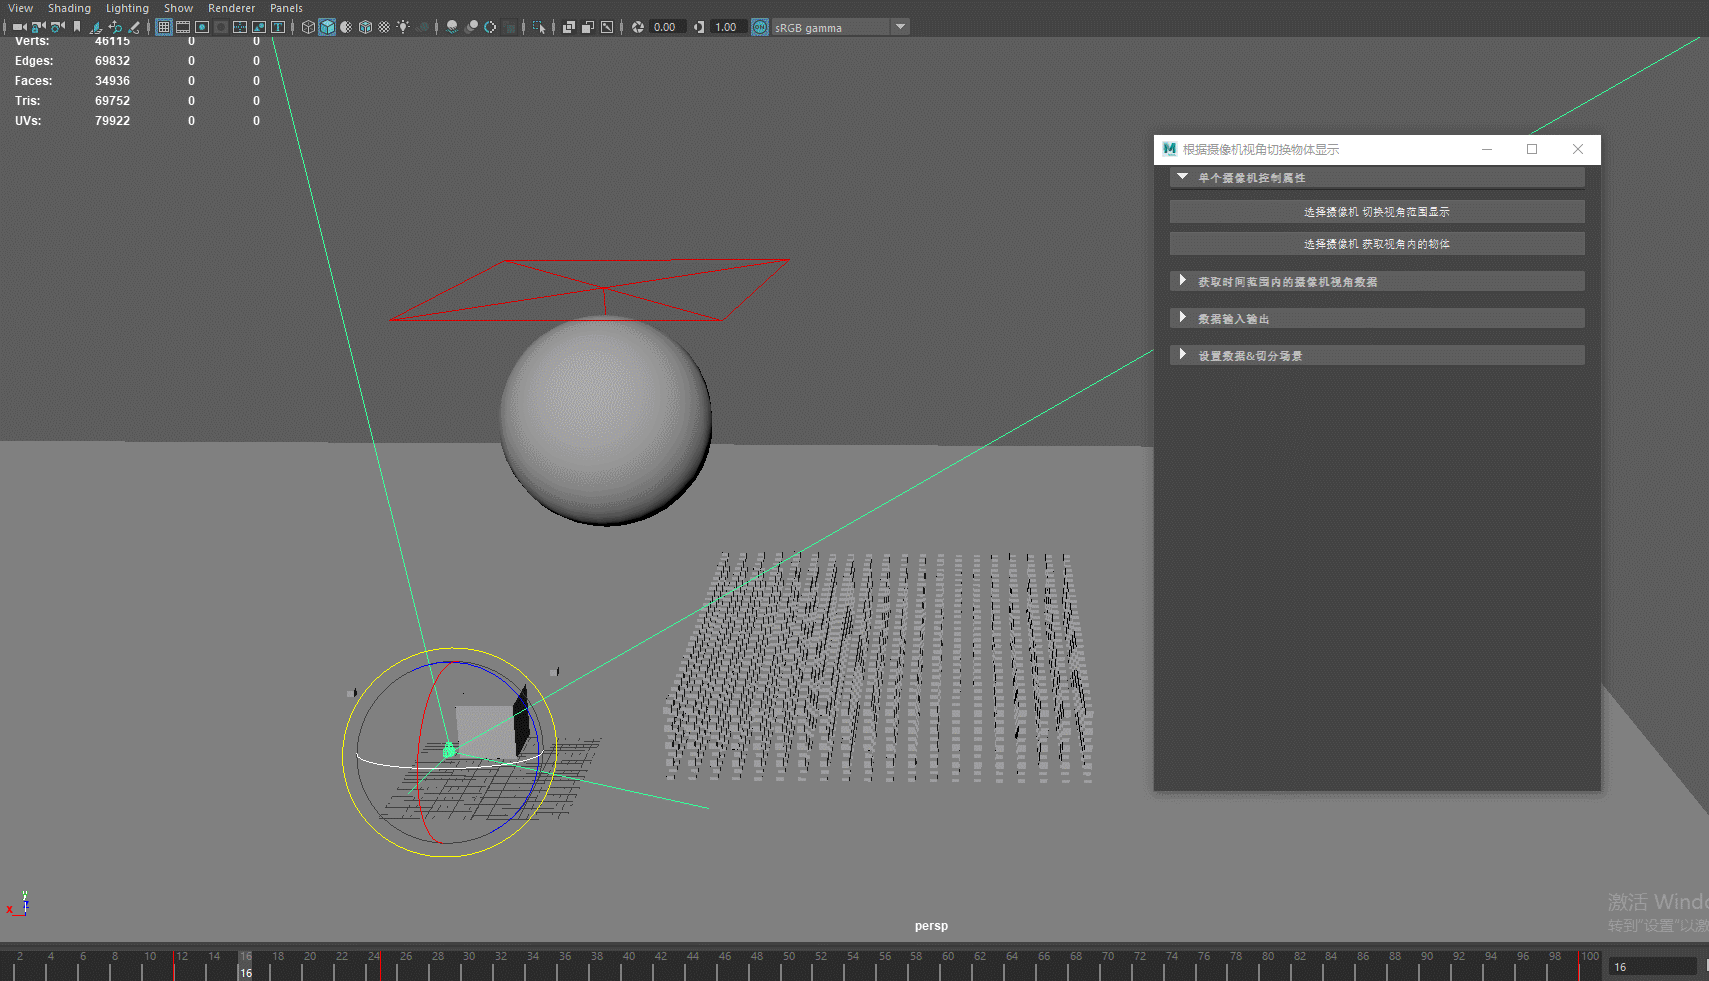 View Shading Lighting Show Renderer Panels
0.00 1.00 sRGB gamma
Verts: 46115 0 0
Edges: 69832 0 0
Faces: 34936 0 0
Tris: 69752 0 0
UVs: 79922 0 0
根据摄像机视角切换物体显示
单个摄像机控制属性
选择摄像机 切换视角范围显示
选择摄像机 获取视角内的物体
获取时间范围内的摄像机视角数据
数据输入输出
设置数据&切分场景
y
x z
persp
激活 Windo
转到"设置"以激
2 4 6 8 10 12 14 16 18 20 22 24 26 28 30 32 34 36 38 40 42 44 46 48 50 52 54 56 58 60 62 64 66 68 70 72 74 76 78 80 82 84 86 88 90 92 94 96 98 100
16
16